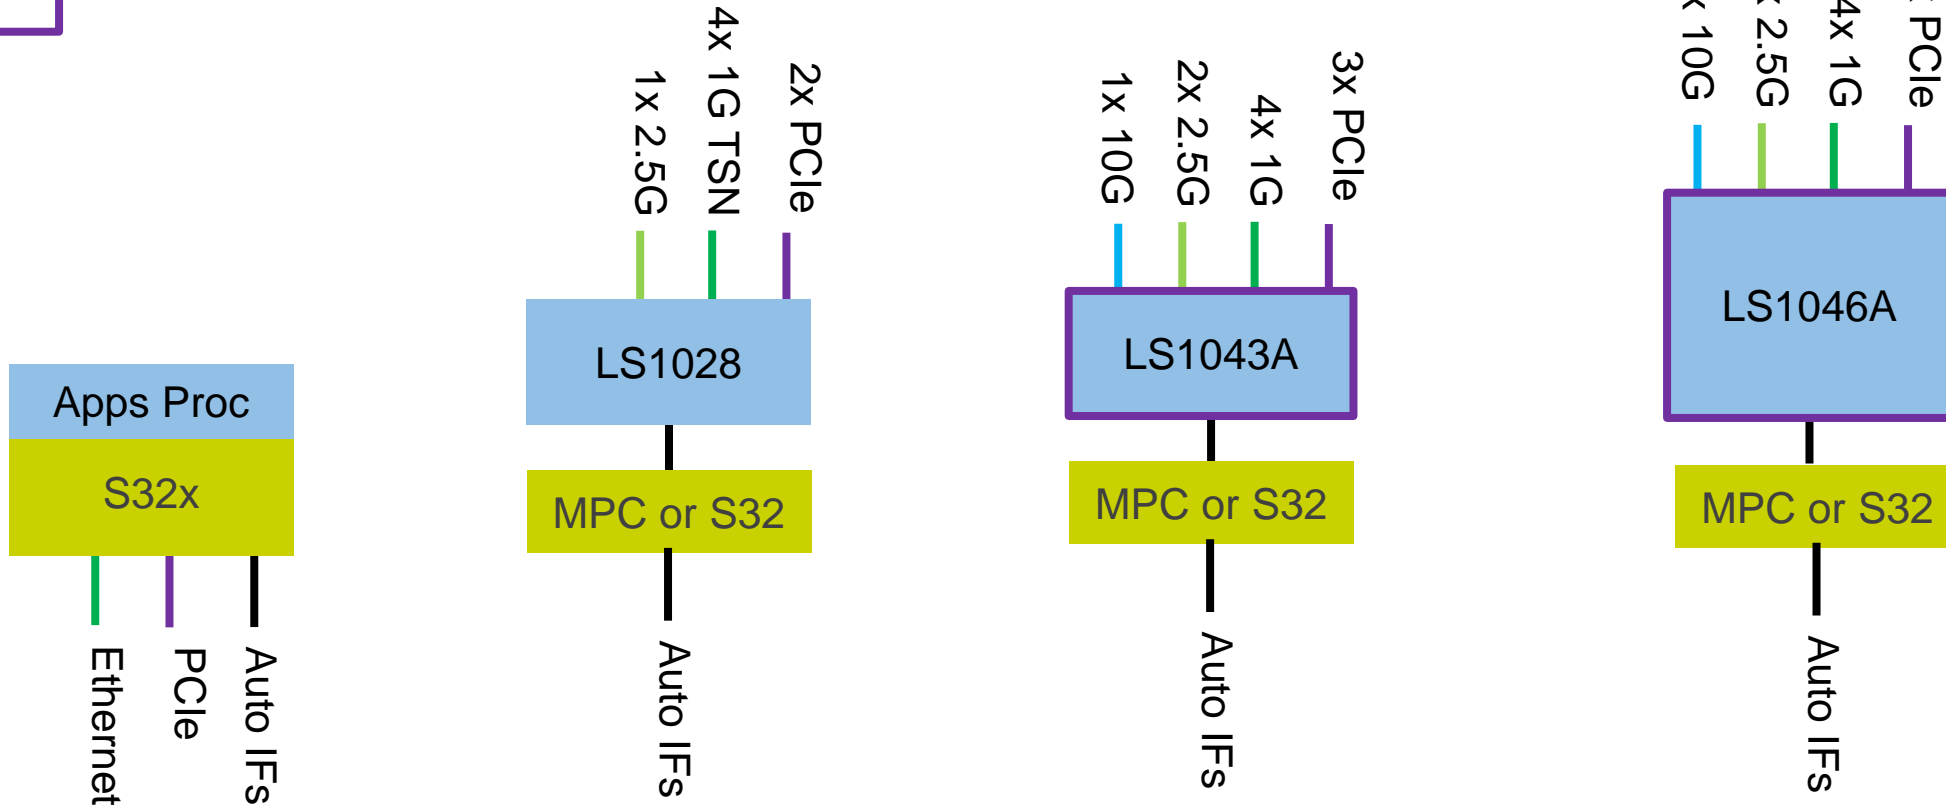 Apps Proc
S32x
Ethernet
PCIe
Auto IFs
1x 2.5G
4x 1G TSN
2x PCIe
LS1028
MPC or S32
Auto IFs
1x 10G
2x 2.5G
4x 1G
3x PCIe
LS1043A
MPC or S32
Auto IFs
x 10G
x 2.5G
4x 1G
PCIe
LS1046A
MPC or S32
Auto IFs